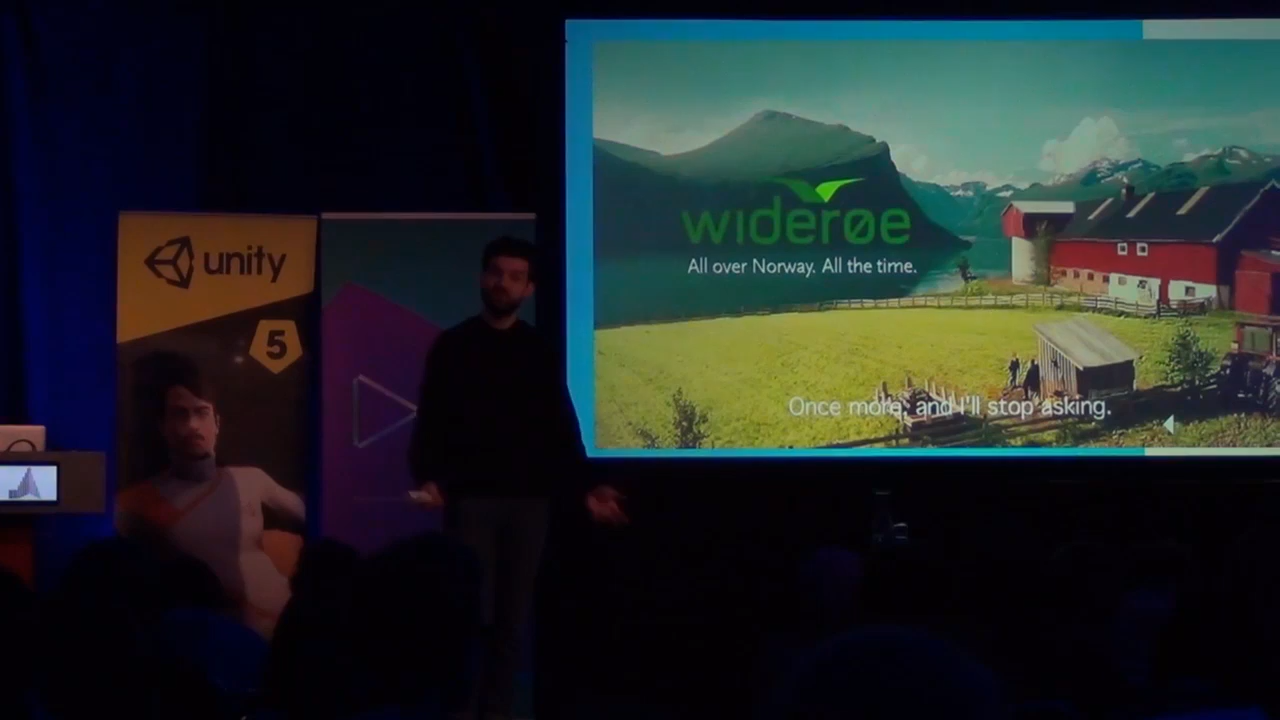 unity
5
widerøe
All over Norway. All the time.
Once more, and I'll stop asking.